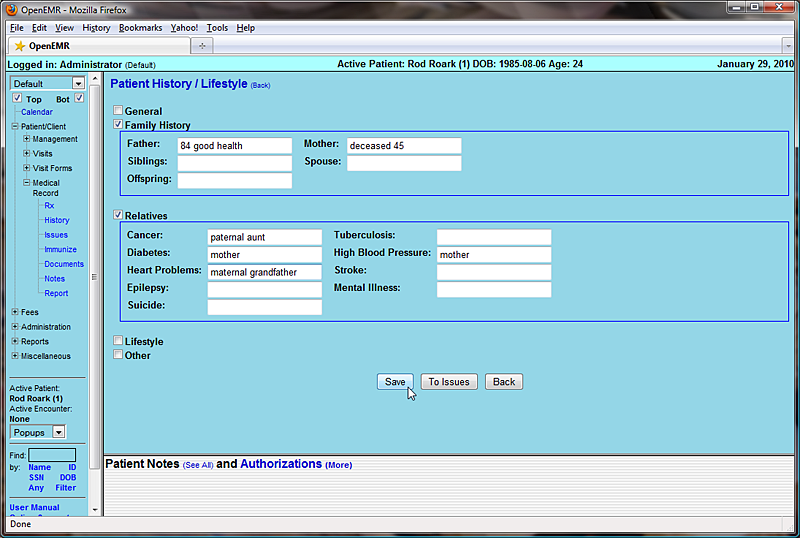 OpenEMR - Mozilla Firefox
File Edit View History Bookmarks Yahoo! Tools Help
OpenEMR
Logged in: Administrator (Default) Active Patient: Rod Roark (1) DOB: 1985-08-06 Age: 24 January 29, 2010
Default
Top Bot
Calendar
Patient/Client
Management
Visits
Visit Forms
Medical
Record
Rx
History
Issues
Immunize
Documents
Notes
Report
Fees
Administration
Reports
Miscellaneous
Active Patient:
Rod Roark (1)
Active Encounter:
None
Popups
Find:
by: Name ID
SSN DOB
Any Filter
User Manual
Patient History / Lifestyle (Back)
General
Family History
Father: 84 good health Mother: deceased 45
Siblings: Spouse:
Offspring:
Relatives
Cancer: paternal aunt Tuberculosis:
Diabetes: mother High Blood Pressure: mother
Heart Problems: maternal grandfather Stroke:
Epilepsy: Mental Illness:
Suicide:
Lifestyle
Other
Save To Issues Back
Patient Notes (See All) and Authorizations (More)
Done